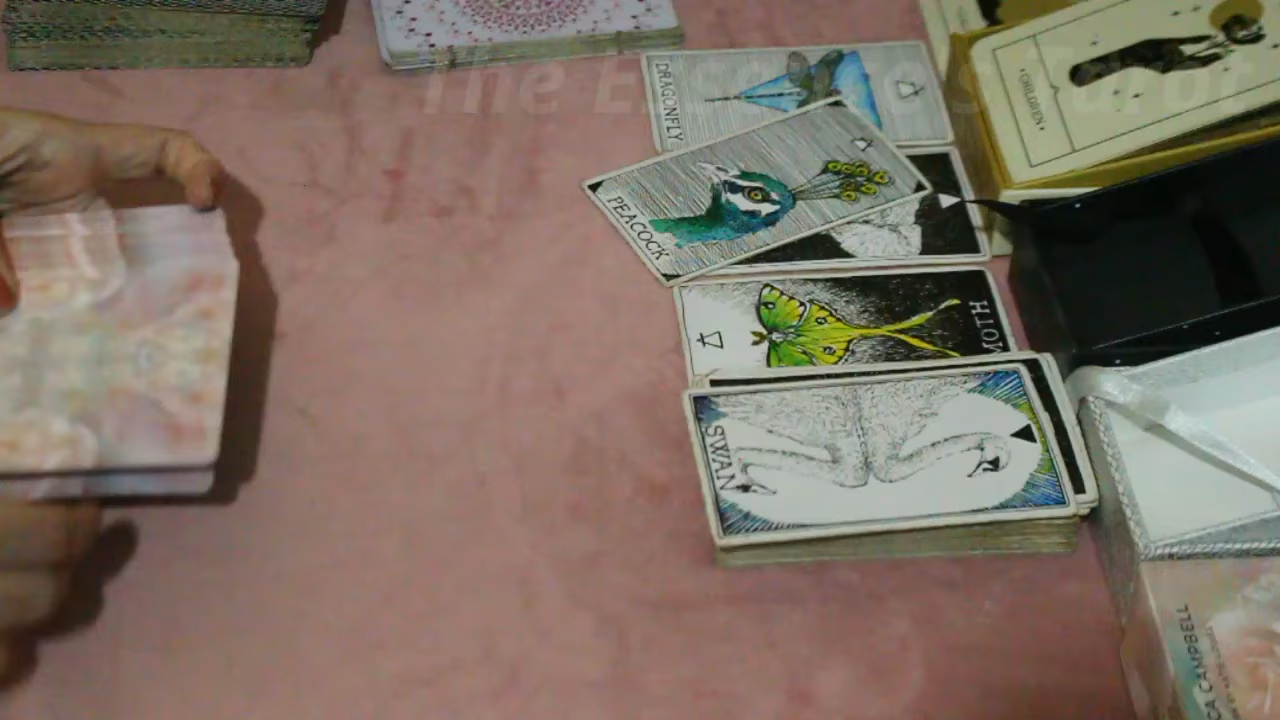 DRAGONFLY
•CHILDREN•
PEACOCK
MOTH
SWAN
CA CAMPBELL